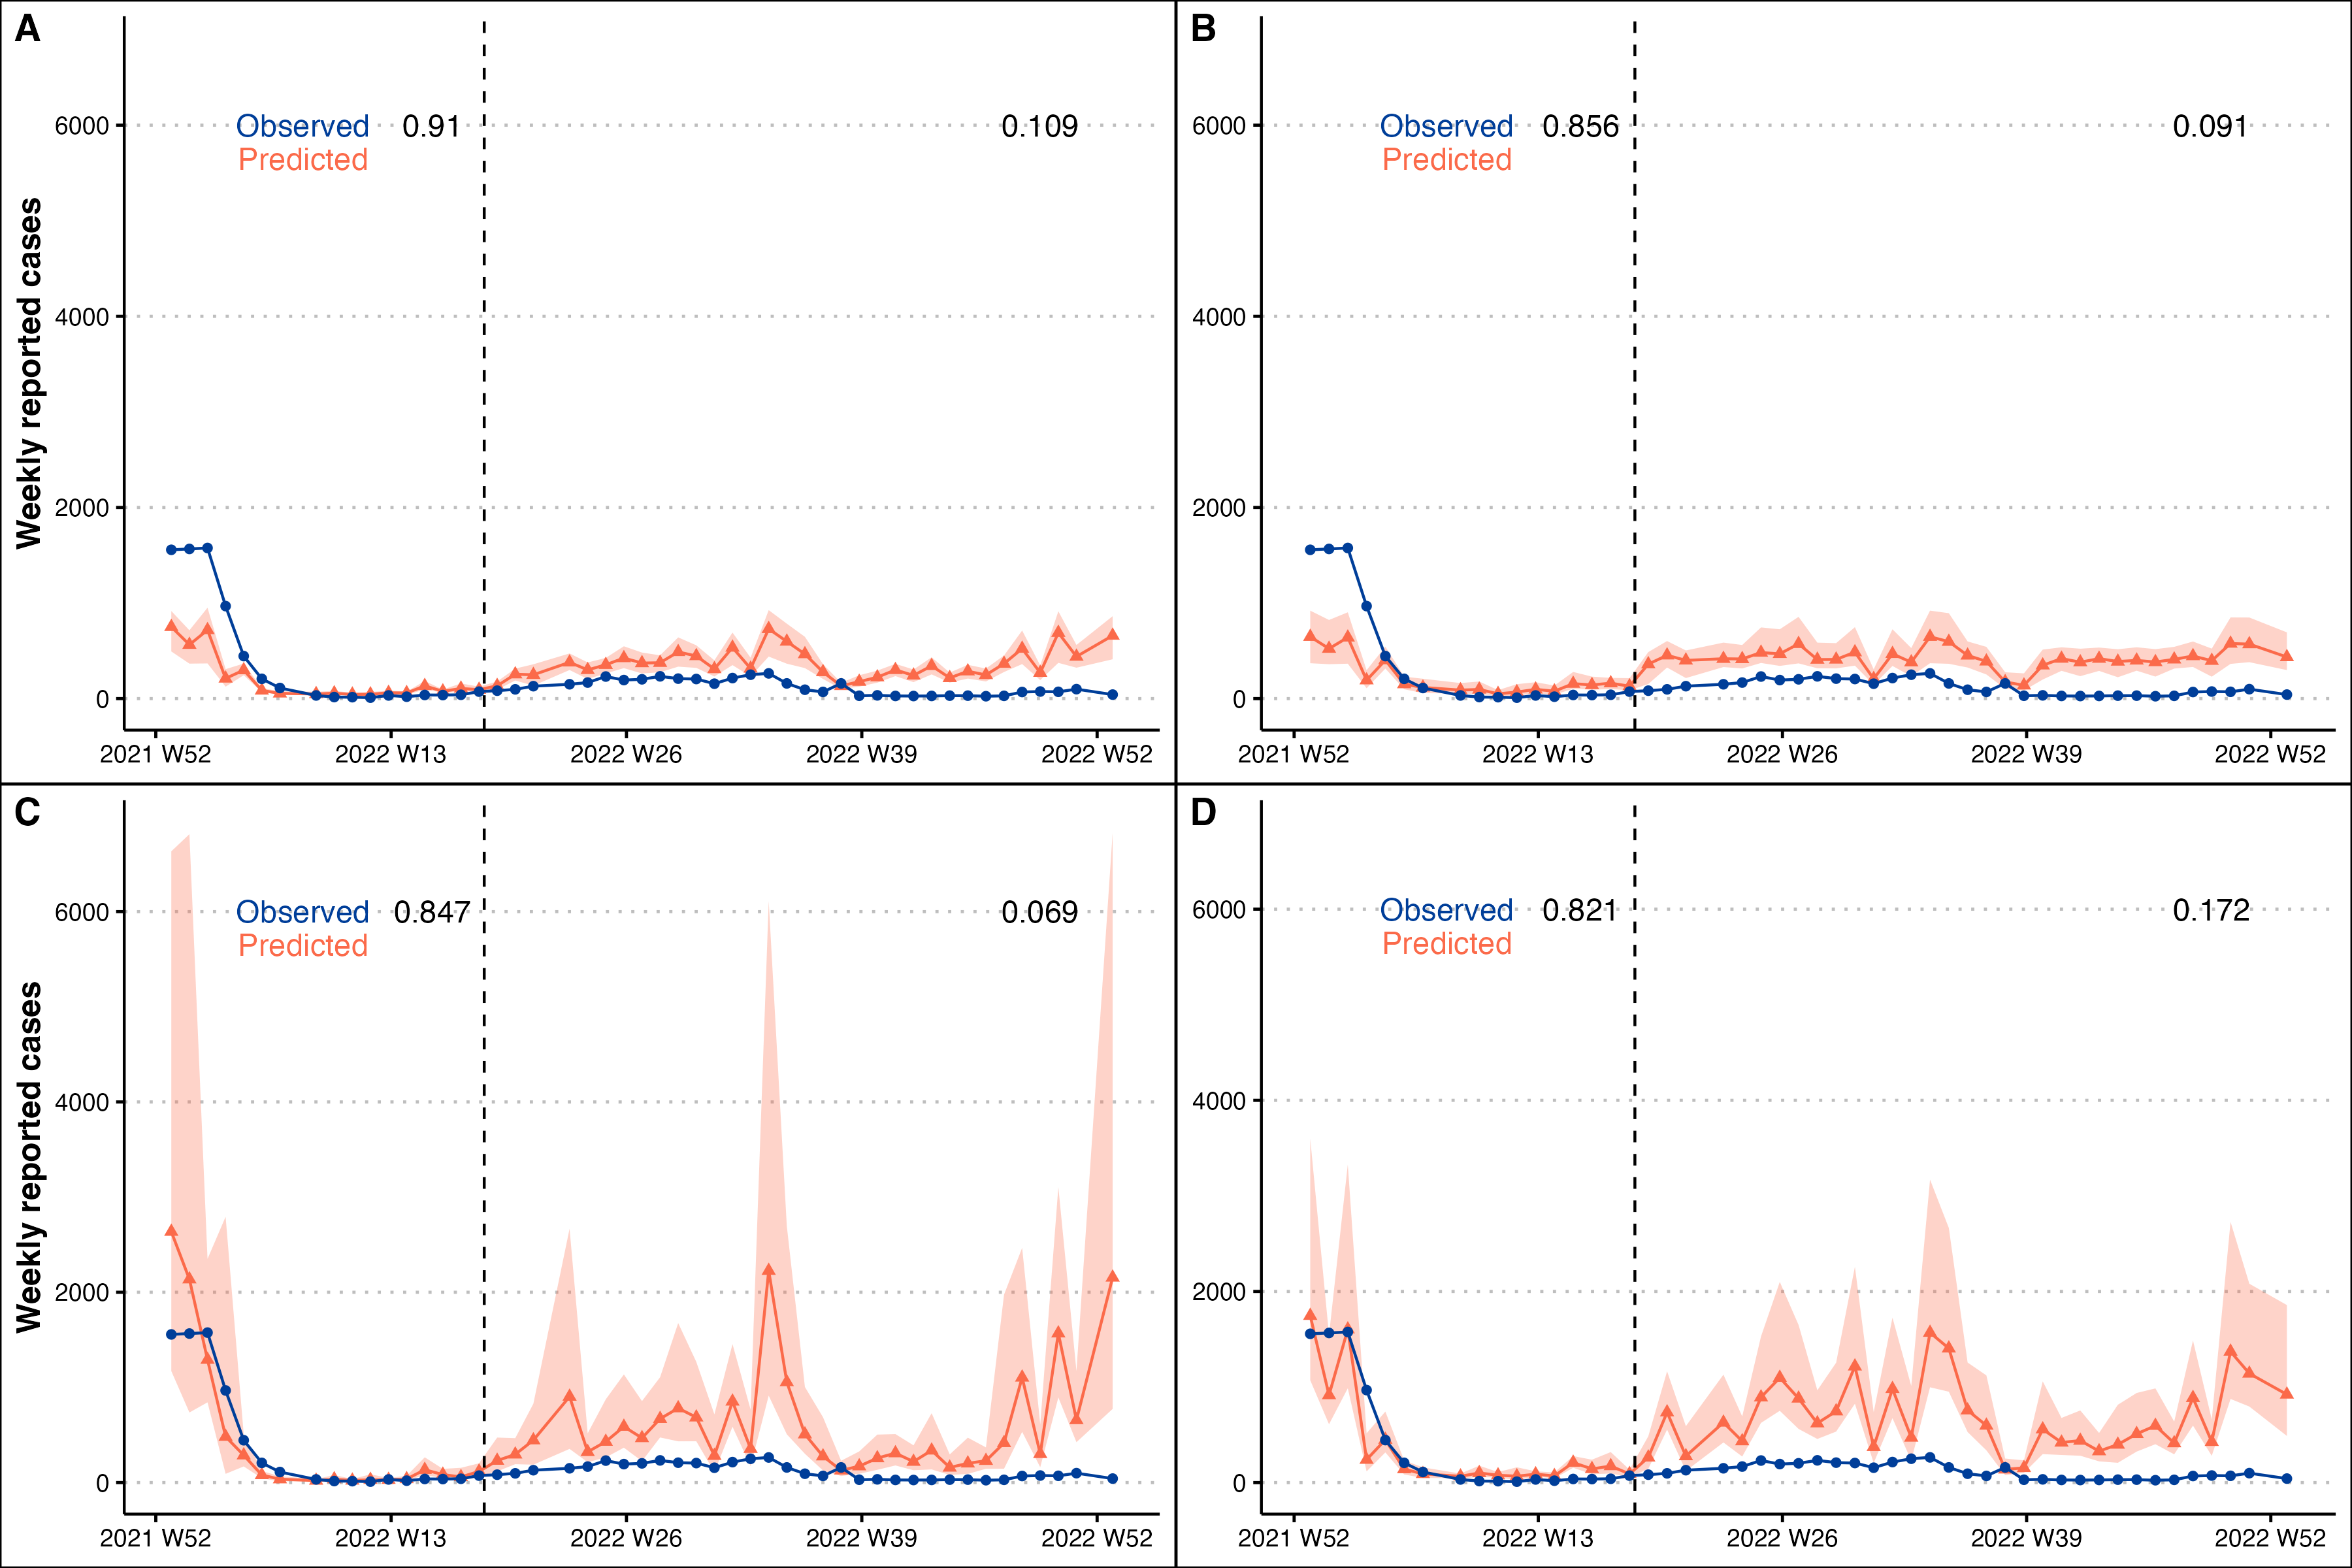 A
Weekly reported cases
6000
4000
2000
0
Observed 0.91 0.109
Predicted
2021 W52 2022 W13 2022 W26 2022 W39 2022 W52
B
6000
4000
2000
0
Observed 0.856 0.091
Predicted
2021 W52 2022 W13 2022 W26 2022 W39 2022 W52
C
Weekly reported cases
6000
4000
2000
0
Observed 0.847 0.069
Predicted
2021 W52 2022 W13 2022 W26 2022 W39 2022 W52
D
6000
4000
2000
0
Observed 0.821 0.172
Predicted
2021 W52 2022 W13 2022 W26 2022 W39 2022 W52